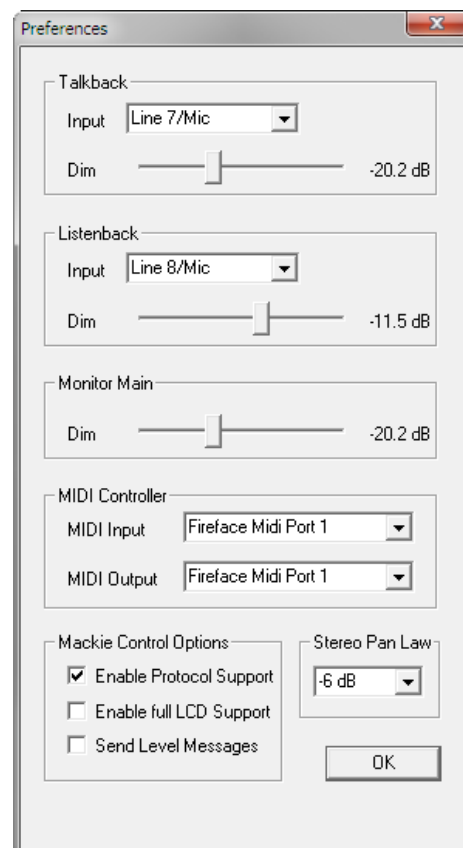 Preferences
Talkback
Input Line 7/Mic
Dim -20.2 dB
Listenback
Input Line 8/Mic
Dim -11.5 dB
Monitor Main
Dim -20.2 dB
MIDI Controller
MIDI Input Fireface Midi Port 1
MIDI Output Fireface Midi Port 1
Mackie Control Options
Enable Protocol Support
Enable full LCD Support
Send Level Messages
Stereo Pan Law
-6 dB
OK